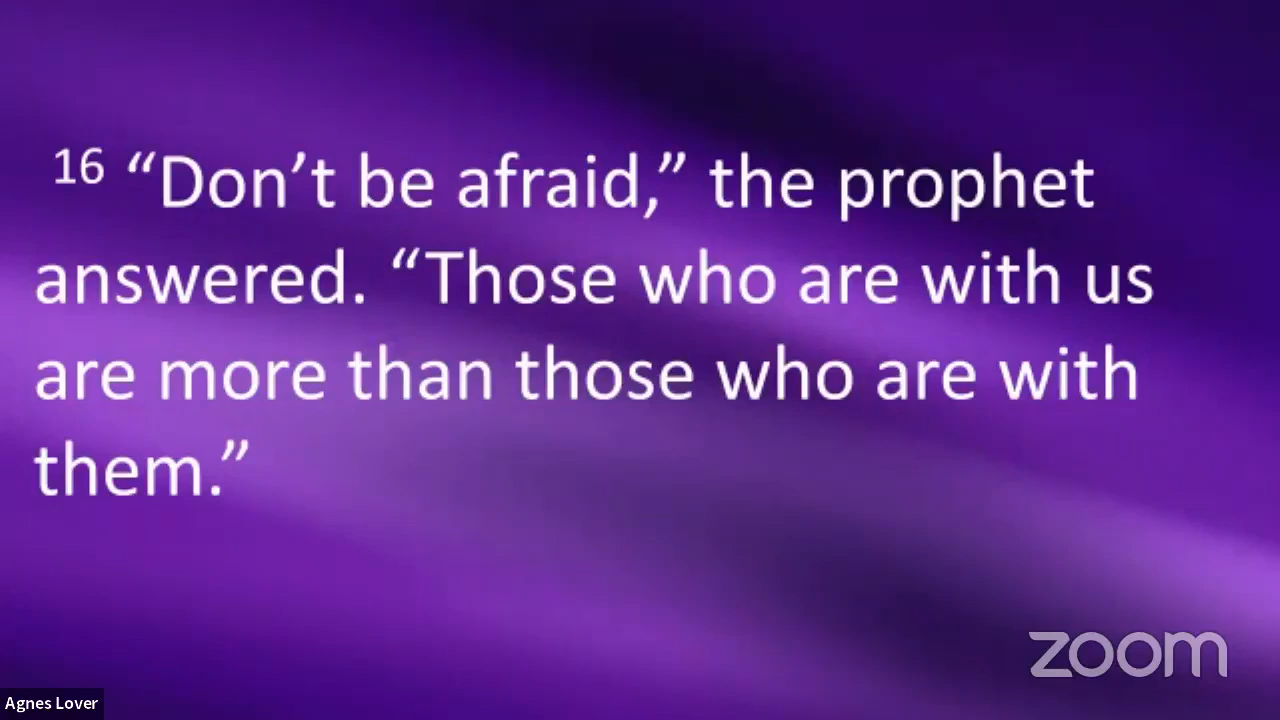 16 “Don’t be afraid,” the prophet
answered. “Those who are with us
are more than those who are with
them.”
zoom
Agnes Lover